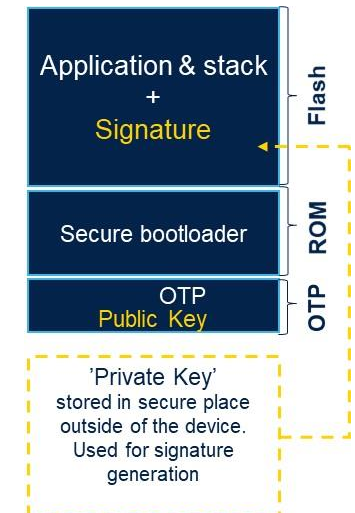 Application & stack
+
Signature
Flash
Secure bootloader
ROM
OTP
Public Key
OTP
'Private Key'
stored in secure place
outside of the device.
Used for signature
generation